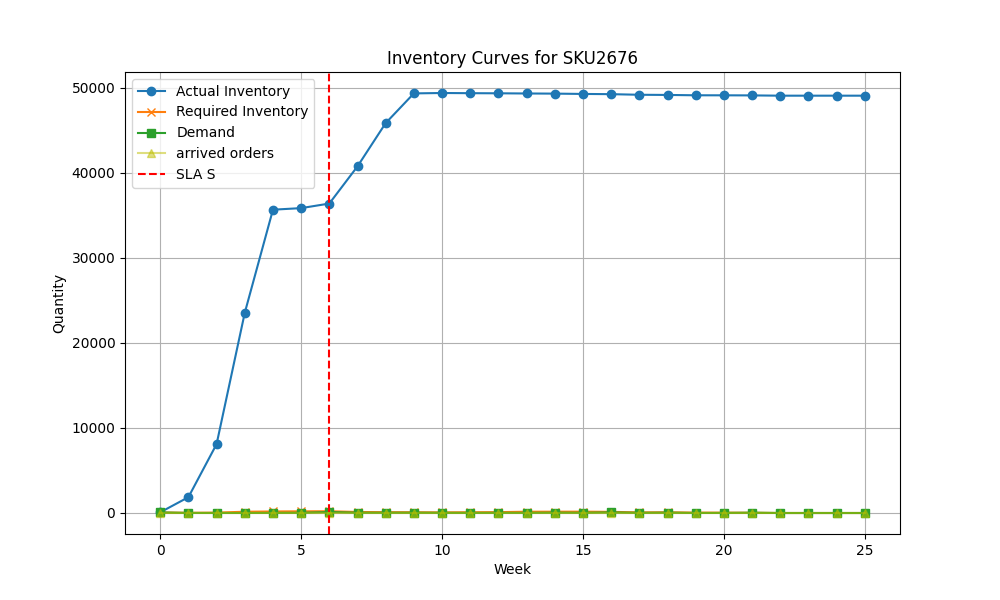 Inventory Curves for SKU2676
Actual Inventory
Required Inventory
Demand
arrived orders
SLA S
Quantity
50000
40000
30000
20000
10000
0
0 5 10 15 20 25
Week